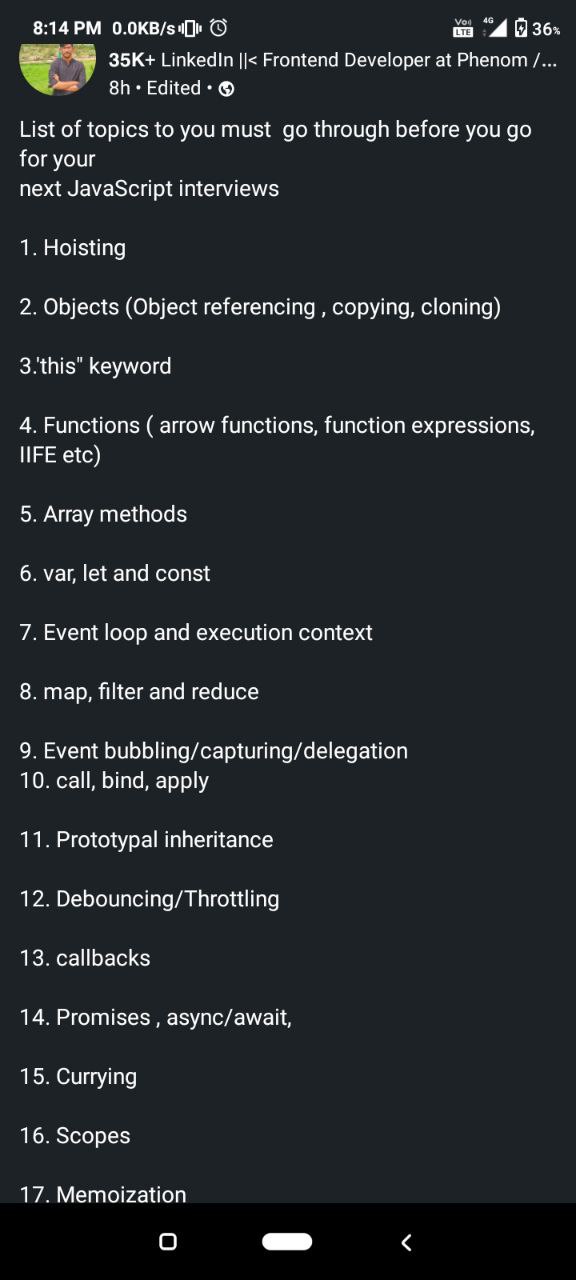 8:14 PM 0.0KB/s Vo) LTE 4G 36%
35K+ LinkedIn ||< Frontend Developer at Phenom /...
8h • Edited •
List of topics to you must  go through before you go
for your
next JavaScript interviews
1. Hoisting
2. Objects (Object referencing , copying, cloning)
3.'this" keyword
4. Functions ( arrow functions, function expressions,
IIFE etc)
5. Array methods
6. var, let and const
7. Event loop and execution context
8. map, filter and reduce
9. Event bubbling/capturing/delegation
10. call, bind, apply
11. Prototypal inheritance
12. Debouncing/Throttling
13. callbacks
14. Promises , async/await,
15. Currying
16. Scopes
17. Memoization